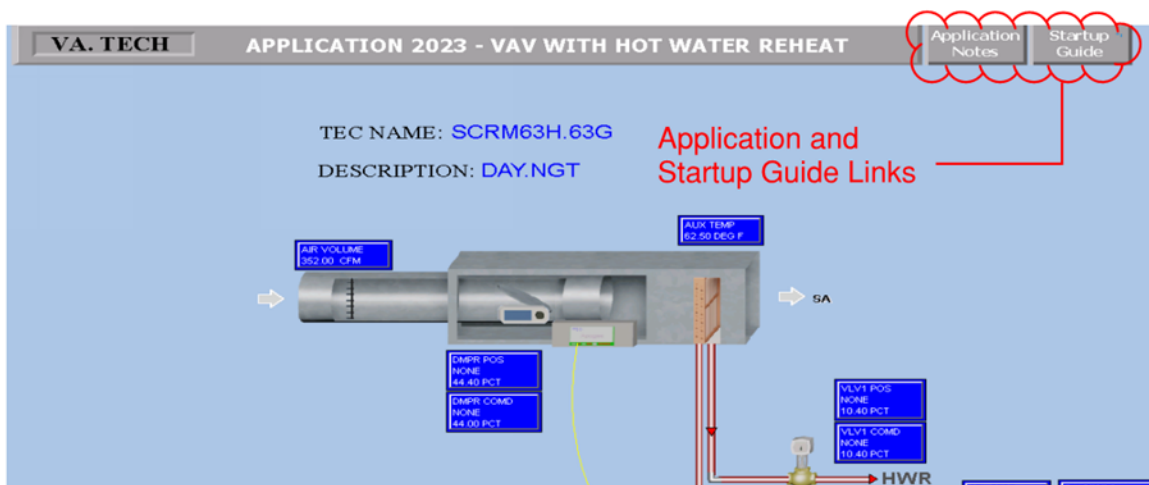 VA. TECH
APPLICATION 2023 - VAV WITH HOT WATER REHEAT
Application
Notes
Startup
Guide
TEC NAME: SCRM63H.63G
DESCRIPTION: DAY.NGT
Application and
Startup Guide Links
AUX TEMP
62.50 DEG F
AIR VOLUME
352.00 CFM
SA
DMPR POS
NONE
44.40 PCT
DMPR COMD
NONE
44.00 PCT
VLV1 POS
NONE
10.40 PCT
VLV1 COMD
NONE
10.40 PCT
HWR